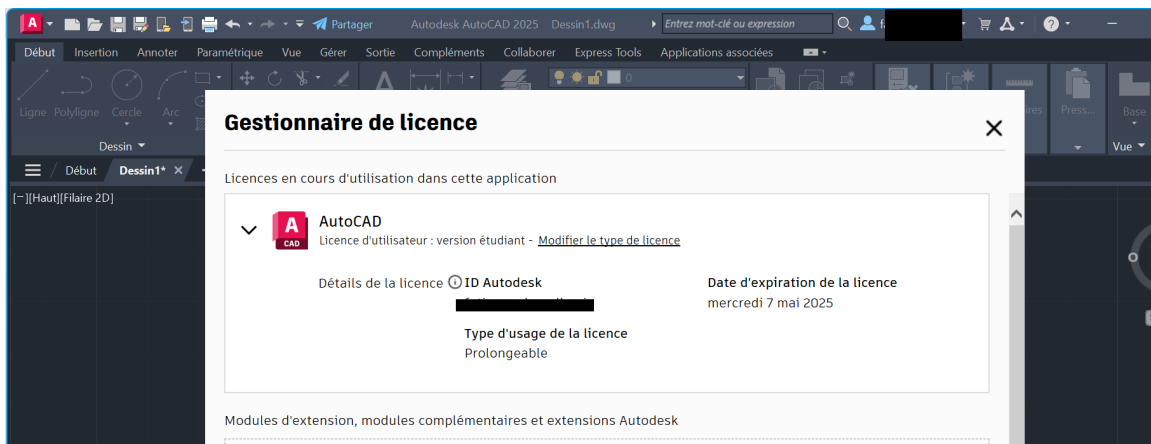 A Partager Autodesk AutoCAD 2025 Dessin1.dwg Entrez mot-clé ou expression
Début Insertion Annoter Paramétrique Vue Gérer Sortie Compléments Collaborer Express Tools Applications associées
A 0
Ligne Polyligne Cercle Arc Press... Base
Dessin Vue
Début Dessin1* ×
[−][Haut][Filaire 2D]
Gestionnaire de licence
Licences en cours d'utilisation dans cette application
A CAD
AutoCAD
Licence d'utilisateur : version étudiant - Modifier le type de licence
Détails de la licence
ID Autodesk
Type d'usage de la licence
Prolongeable
Date d'expiration de la licence
mercredi 7 mai 2025
Modules d'extension, modules complémentaires et extensions Autodesk